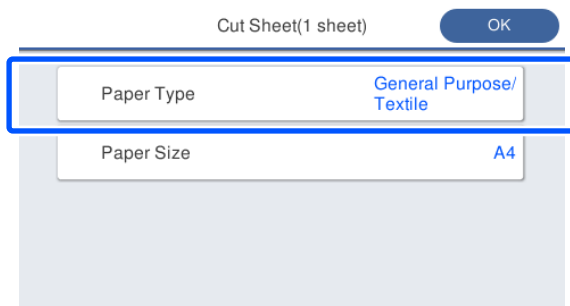 Cut Sheet(1 sheet)
OK
Paper Type
General Purpose/
Textile
Paper Size
A4